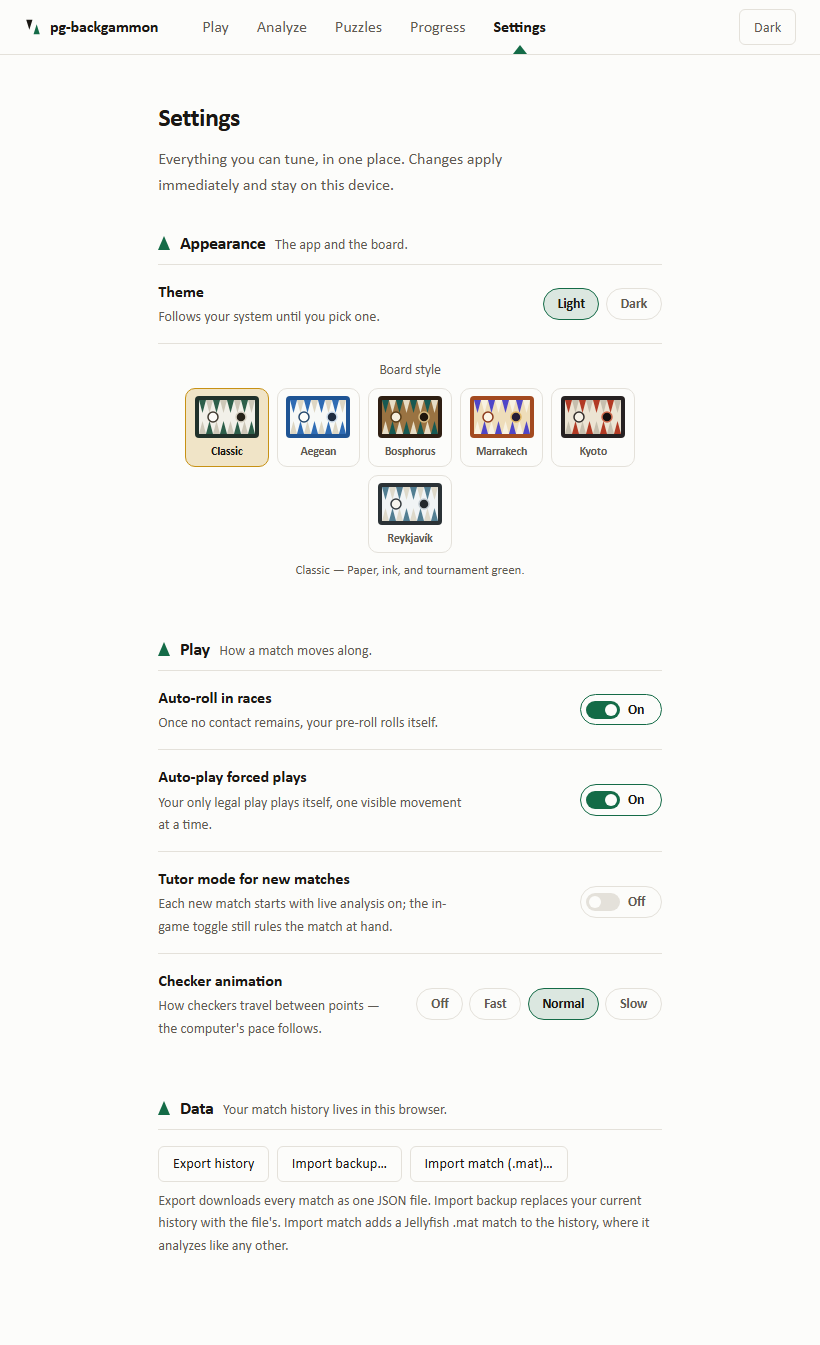 pg-backgammon Play Analyze Puzzles Progress Settings Dark
Settings
Everything you can tune, in one place. Changes apply
immediately and stay on this device.
Appearance The app and the board.
Theme
Follows your system until you pick one.
Light Dark
Board style
Classic Aegean Bosphorus Marrakech Kyoto
Reykjavík
Classic — Paper, ink, and tournament green.
Play How a match moves along.
Auto-roll in races
Once no contact remains, your pre-roll rolls itself.
On
Auto-play forced plays
Your only legal play plays itself, one visible movement
at a time.
On
Tutor mode for new matches
Each new match starts with live analysis on; the in-
game toggle still rules the match at hand.
Off
Checker animation
How checkers travel between points —
the computer's pace follows.
Off Fast Normal Slow
Data Your match history lives in this browser.
Export history Import backup... Import match (.mat)...
Export downloads every match as one JSON file. Import backup replaces your current
history with the file's. Import match adds a Jellyfish .mat match to the history, where it
analyzes like any other.